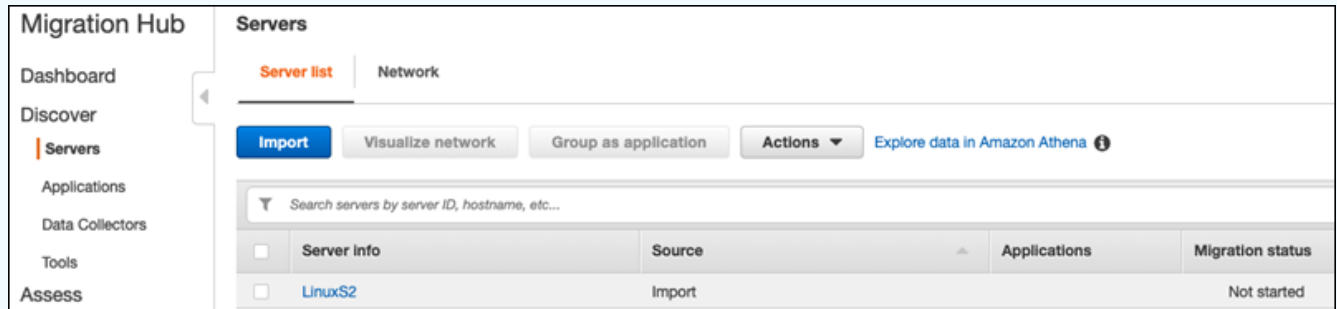 Migration Hub
Dashboard
Discover
Servers
Applications
Data Collectors
Tools
Assess
Servers
Server list Network
Import Visualize network Group as application Actions Explore data in Amazon Athena
Search servers by server ID, hostname, etc...
Server info Source Applications Migration status
LinuxS2 Import Not started